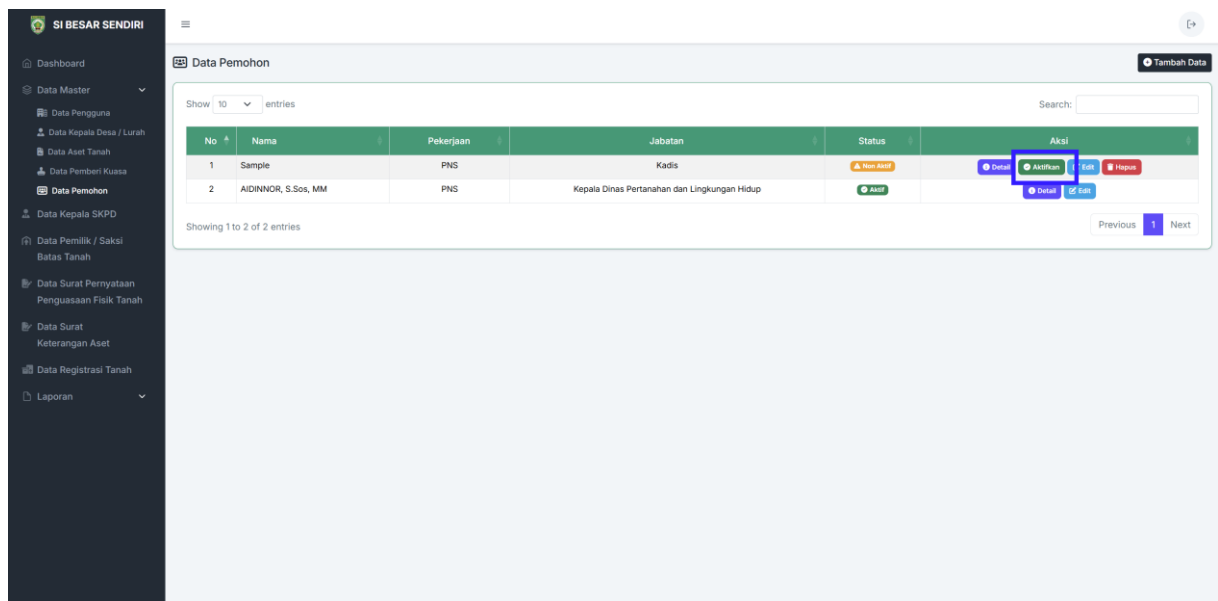 SI BESAR SENDIRI
Dashboard
Data Master
Data Pengguna
Data Kepala Desa / Lurah
Data Aset Tanah
Data Pemberi Kuasa
Data Pemohon
Data Kepala SKPD
Data Pemilik / Saksi
Batas Tanah
Data Surat Pernyataan
Penguasaan Fisik Tanah
Data Surat
Keterangan Aset
Data Registrasi Tanah
Laporan
Data Pemohon
Tambah Data
Show 10 entries
Search:
No Nama Pekerjaan Jabatan Status Aksi
1 Sample PNS Kadis Non Aktif Detail Aktifkan Edit Hapus
2 AIDINNOR, S.Sos, MM PNS Kepala Dinas Pertanahan dan Lingkungan Hidup Aktif Detail Edit
Showing 1 to 2 of 2 entries
Previous 1 Next